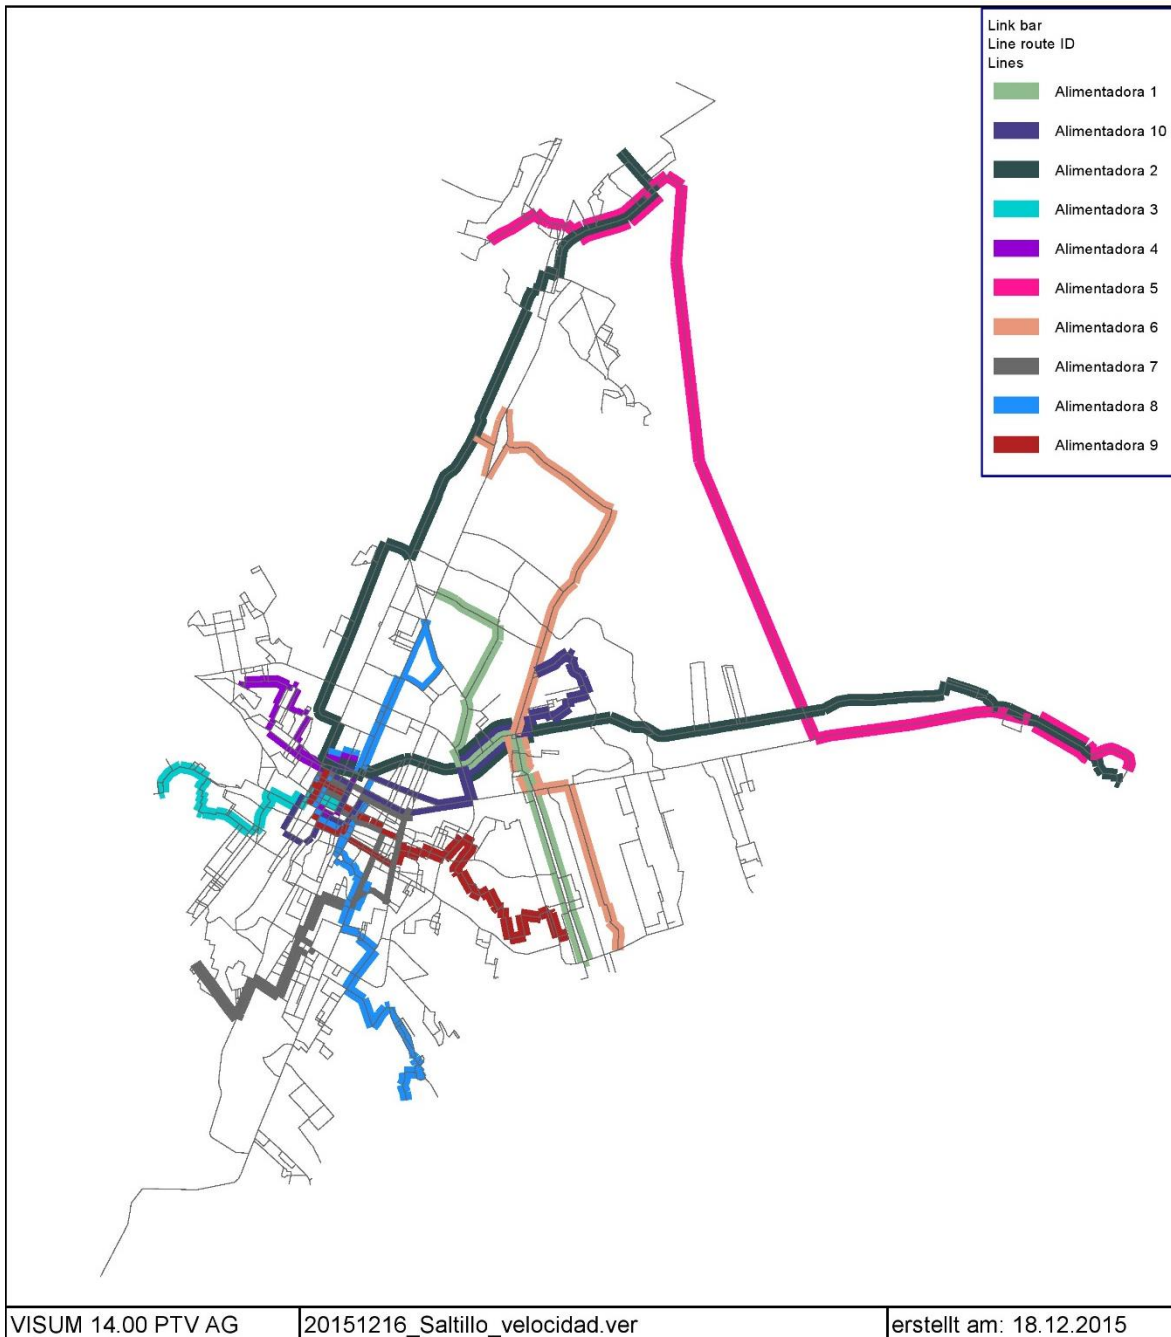 Link bar
Line route ID
Lines
Alimentadora 1
Alimentadora 10
Alimentadora 2
Alimentadora 3
Alimentadora 4
Alimentadora 5
Alimentadora 6
Alimentadora 7
Alimentadora 8
Alimentadora 9
VISUM 14.00 PTV AG
20151216_Saltillo_velocidad.ver
erstellt am: 18.12.2015